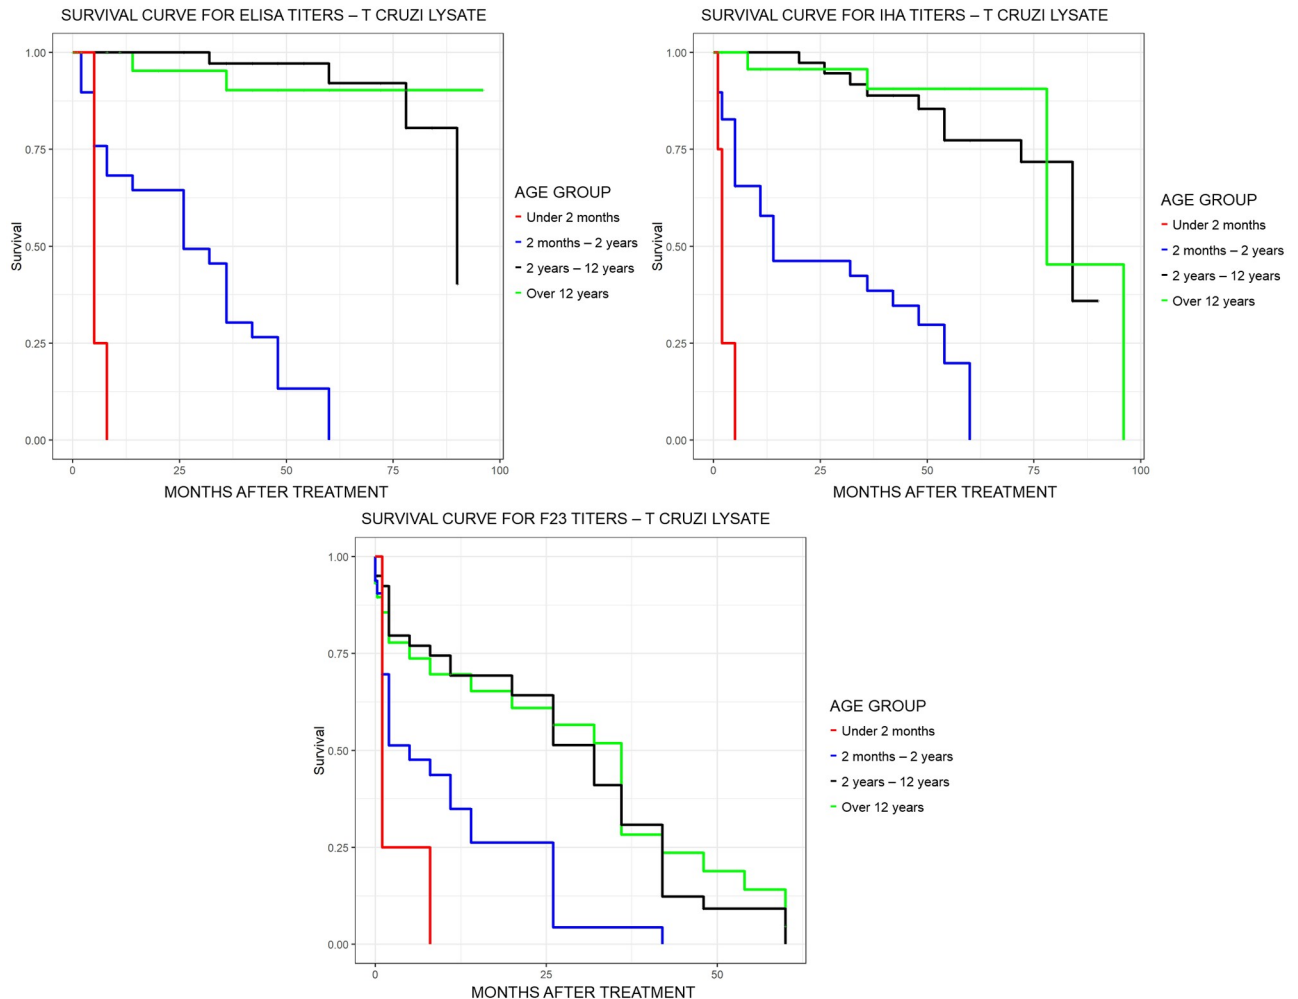 SURVIVAL CURVE FOR ELISA TITERS – T CRUZI LYSATE
1.00
0.75
0.50
0.25
0.00
Survival
0
25
50
75
100
MONTHS AFTER TREATMENT
AGE GROUP
Under 2 months
2 months – 2 years
2 years – 12 years
Over 12 years
SURVIVAL CURVE FOR IHA TITERS – T CRUZI LYSATE
1.00
0.75
0.50
0.25
0.00
Survival
0
25
50
75
100
MONTHS AFTER TREATMENT
AGE GROUP
Under 2 months
2 months – 2 years
2 years – 12 years
Over 12 years
SURVIVAL CURVE FOR F23 TITERS – T CRUZI LYSATE
1.00
0.75
0.50
0.25
0.00
Survival
0
25
50
MONTHS AFTER TREATMENT
AGE GROUP
Under 2 months
2 months – 2 years
2 years – 12 years
Over 12 years